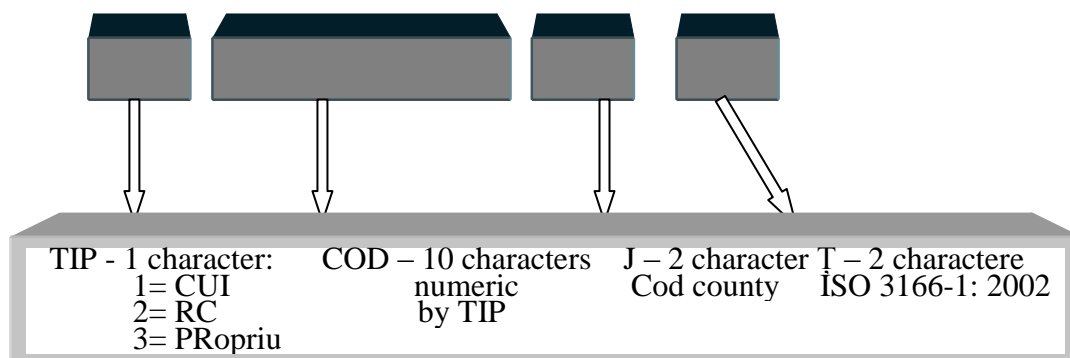 TIP - 1 character: COD – 10 characters J – 2 character T – 2 charactere
1= CUI numeric Cod county ISO 3166-1: 2002
2= RC by TIP
3= PRopriu